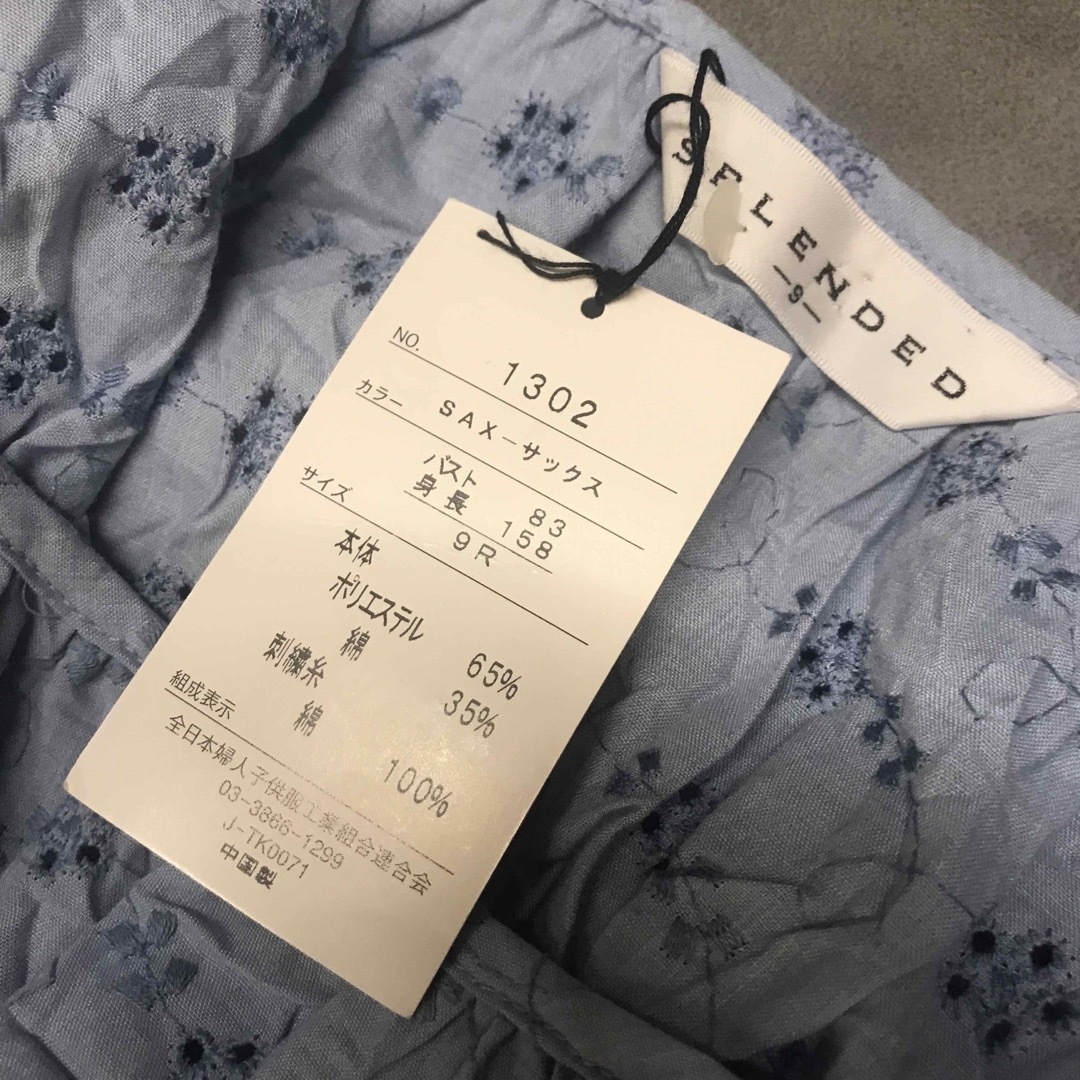 SPLENDED
—9—
NO. 1302
カラー SAX-サックス
バスト 83
身長 158
サイズ 9R
本体
ポリエステル 65%
綿 35%
刺繍糸
綿 100%
組成表示
全日本婦人子供服工業組合連合会
03-3866-1299
J-TK0071
中国製